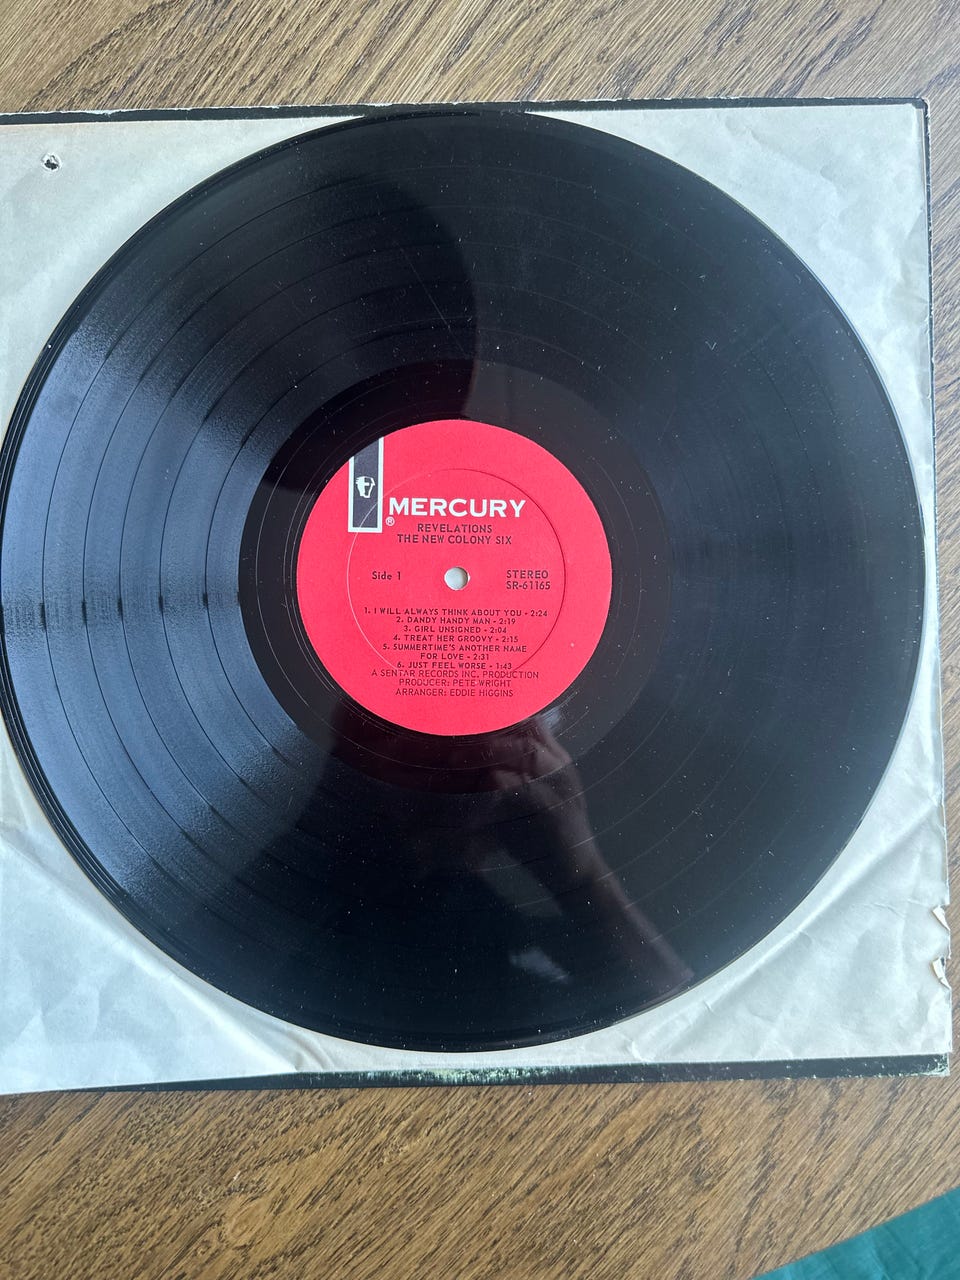 MERCURY
®
REVELATIONS
THE NEW COLONY SIX
Side 1
STEREO
SR-61165
1. I WILL ALWAYS THINK ABOUT YOU - 2:24
2. DANDY HANDY MAN - 2:19
3. GIRL UNSIGNED - 2:04
4. TREAT HER GROOVY - 2:15
5. SUMMERTIME'S ANOTHER NAME
FOR LOVE - 2:31
6. JUST FEEL WORSE - 1:43
A SENTAR RECORDS INC. PRODUCTION
PRODUCER: PETE WRIGHT
ARRANGER: EDDIE HIGGINS